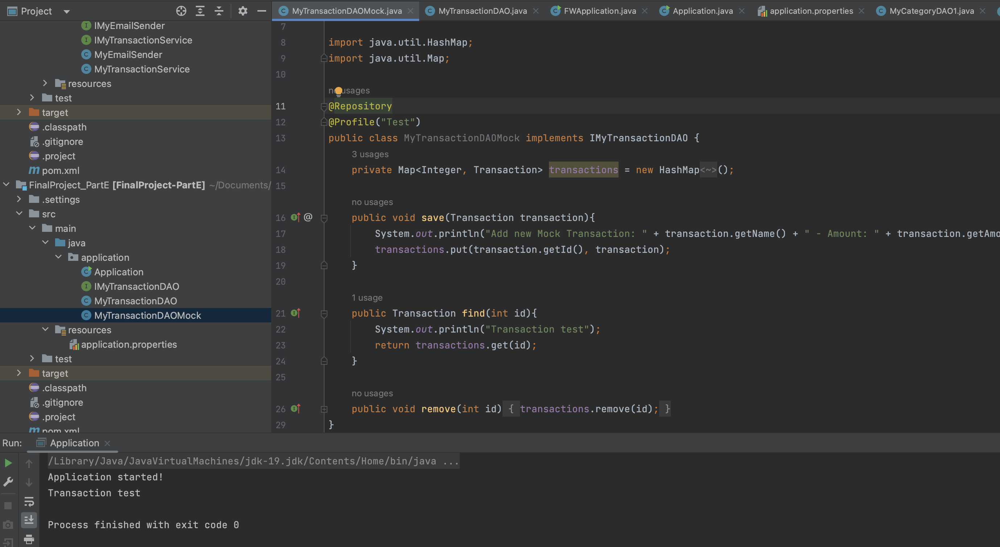 Project
IMyEmailSender
IMyTransactionService
MyEmailSender
MyTransactionService
resources
test
target
.classpath
.gitignore
.project
pom.xml
FinalProject_PartE [FinalProject-PartE] ~/Documents/
.settings
src
main
java
application
Application
IMyTransactionDAO
MyTransactionDAO
MyTransactionDAOMock
resources
application.properties
test
target
.classpath
.gitignore
.project
pom.xml
MyTransactionDAOMock.java MyTransactionDAO.java FWApplication.java Application.java application.properties MyCategoryDAO1.java
7
8 import java.util.HashMap;
9 import java.util.Map;
10
no usages
11 @Repository
12 @Profile("Test")
13 public class MyTransactionDAOMock implements IMyTransactionDAO {
3 usages
14 private Map<Integer, Transaction> transactions = new HashMap<~>();
15
no usages
16 @ public void save(Transaction transaction){
17 System.out.println("Add new Mock Transaction: " + transaction.getName() + " - Amount: " + transaction.getAmo
18 transactions.put(transaction.getId(), transaction);
19 }
20
1 usage
21 public Transaction find(int id){
22 System.out.println("Transaction test");
23 return transactions.get(id);
24 }
25
no usages
26 public void remove(int id) { transactions.remove(id); }
29 }
Run: Application
/Library/Java/JavaVirtualMachines/jdk-19.jdk/Contents/Home/bin/java ...
Application started!
Transaction test
Process finished with exit code 0